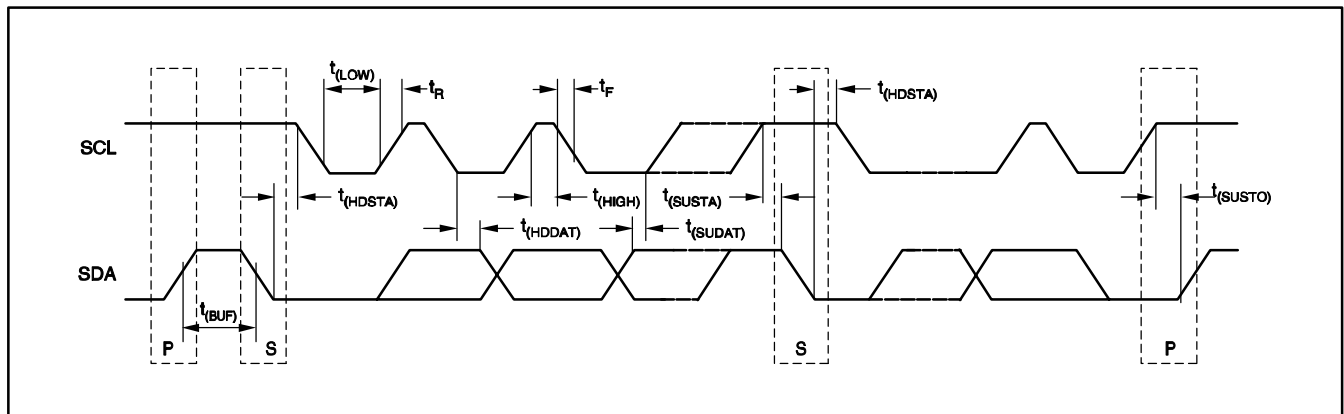 t(LOW)
tR
tF
t(HDSTA)
SCL
t(HDSTA)
t(HIGH)
t(SUSTA)
t(SUSTO)
t(HDDAT)
t(SUDAT)
SDA
t(BUF)
P
S
S
P